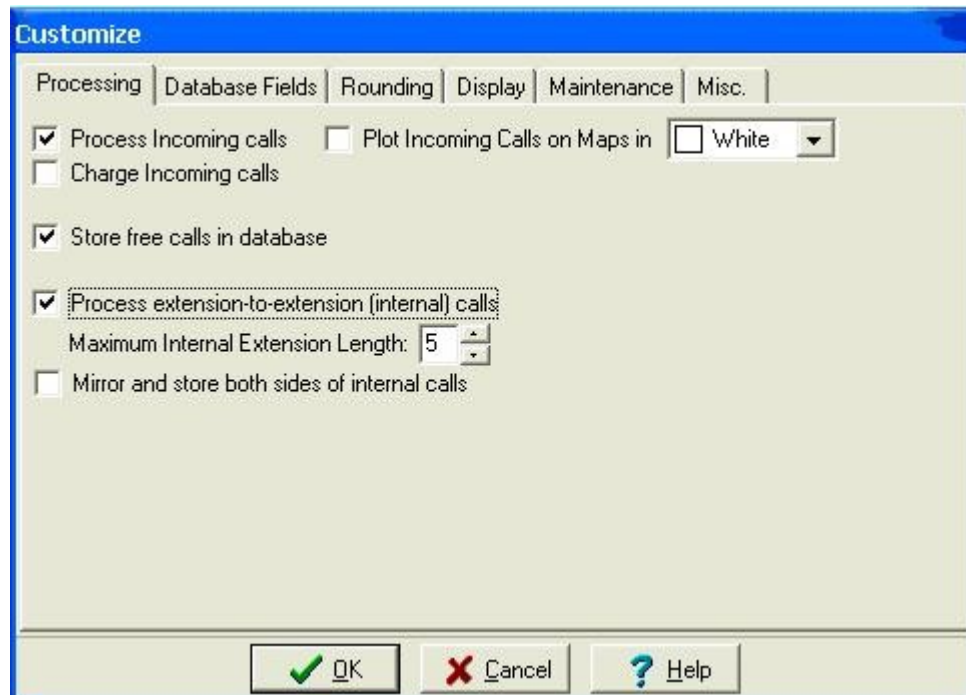 Customize
Processing Database Fields Rounding Display Maintenance Misc.
Process Incoming calls Plot Incoming Calls on Maps in White
Charge Incoming calls
Store free calls in database
Process extension-to-extension (internal) calls
Maximum Internal Extension Length: 5
Mirror and store both sides of internal calls
OK Cancel ? Help